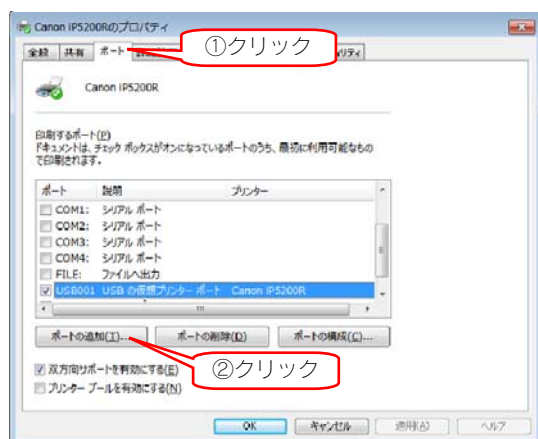 Canon iP5200Rのプロパティ
①クリック
全般 共有 ポート
Canon iP5200R
印刷するポート(P)
ドキュメントは、チェック ボックスがオンになっているポートのうち、最初に利用可能なもの
で印刷されます。
ポート 説明 プリンター
COM1: シリアル ポート
COM2: シリアル ポート
COM3: シリアル ポート
COM4: シリアル ポート
FILE: ファイルへ出力
USB001 USB の仮想プリンター ポート Canon iP5200R
ポートの追加(T)... ポートの削除(D) ポートの構成(C)...
双方向サポートを有効にする(E)
②クリック
プリンター プールを有効にする(N)
OK キャンセル 適用(A) ヘルプ